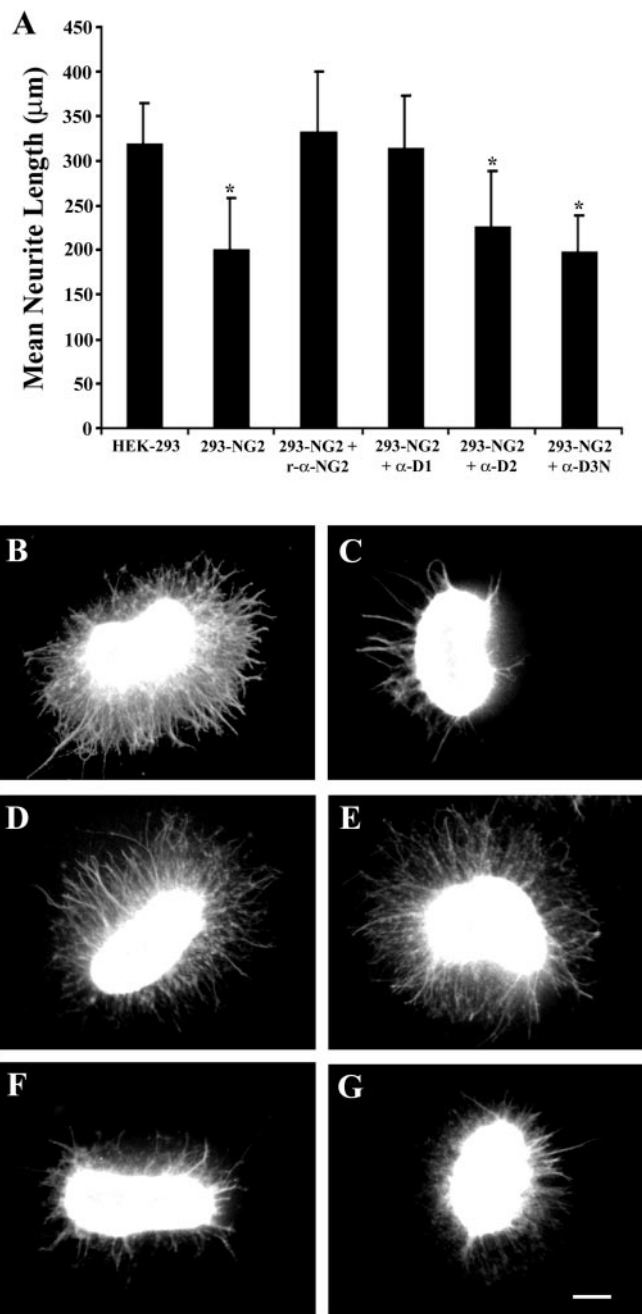 A
Mean Neurite Length (μm)
450
400
350
300
250
200
150
100
50
0
*
*
*
HEK-293
293-NG2
293-NG2 +
r-α-NG2
293-NG2
+ α-D1
293-NG2
+ α-D2
293-NG2
+ α-D3N
B
C
D
E
F
G